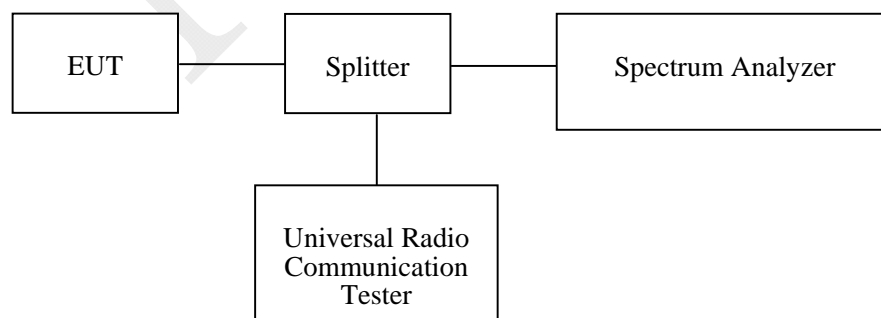 EUT
Splitter
Spectrum Analyzer
Universal Radio
Communication
Tester